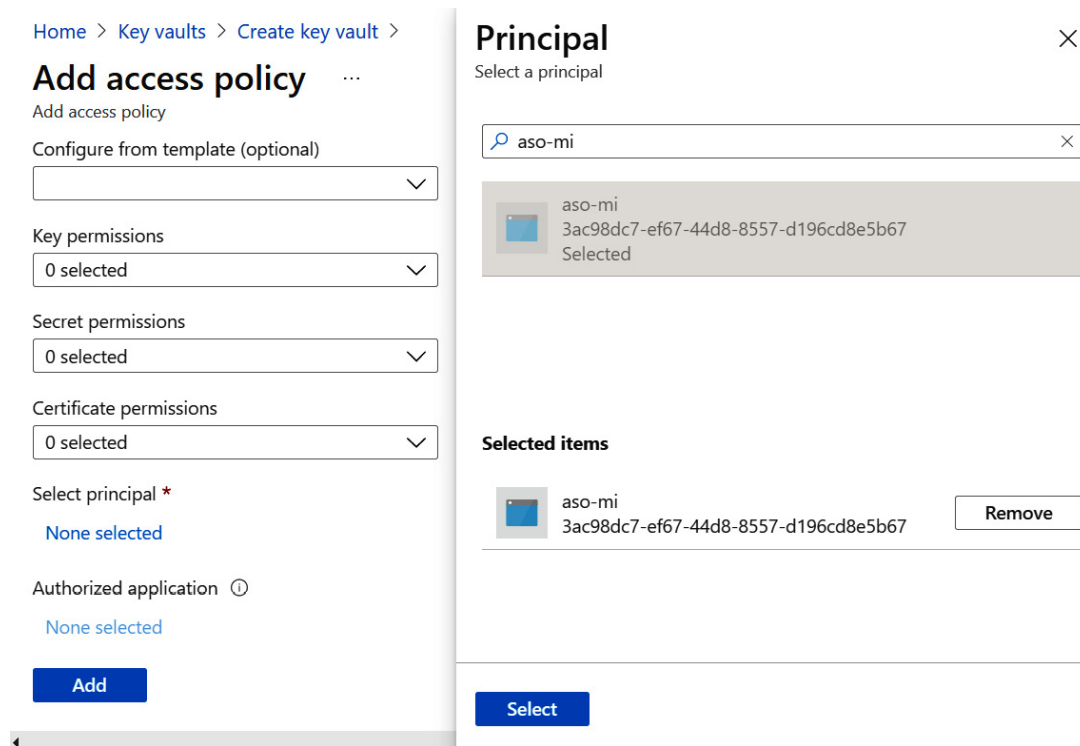 Home > Key vaults > Create key vault >
Add access policy ...
Add access policy
Configure from template (optional)
Key permissions
0 selected
Secret permissions
0 selected
Certificate permissions
0 selected
Select principal *
None selected
Authorized application
None selected
Add
Principal
Select a principal
aso-mi
aso-mi
3ac98dc7-ef67-44d8-8557-d196cd8e5b67
Selected
Selected items
aso-mi
3ac98dc7-ef67-44d8-8557-d196cd8e5b67
Remove
Select